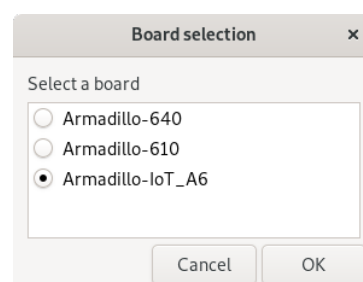 Board selection
Select a board
Armadillo-640
Armadillo-610
Armadillo-IoT_A6
Cancel
OK